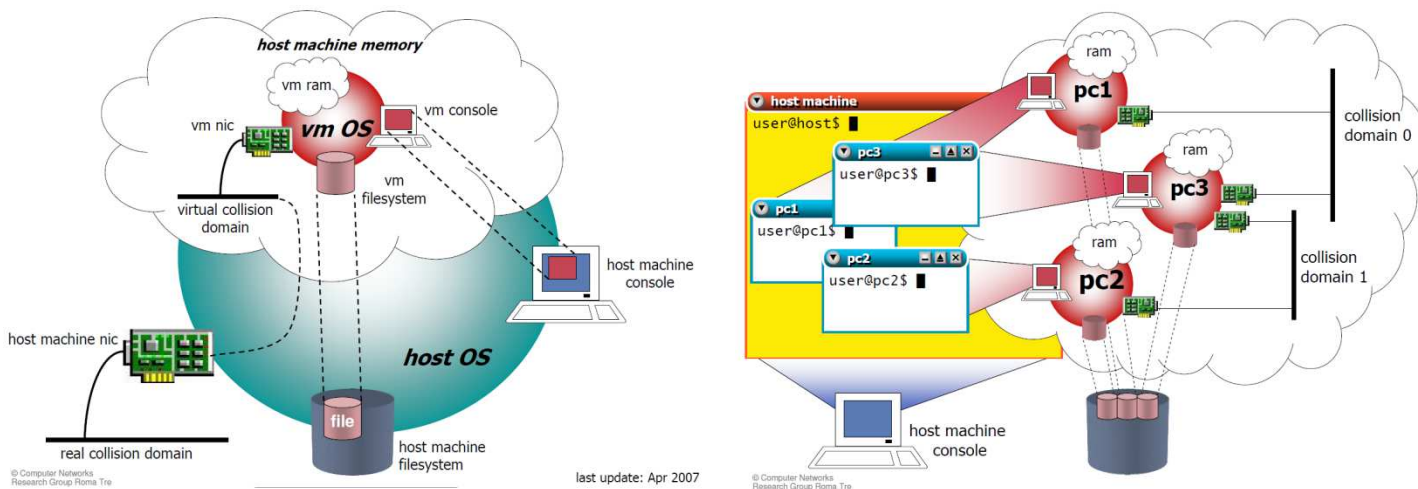 host machine memory
vm ram
vm console
vm nic
vm OS
vm
filesystem
virtual collision
domain
host machine
console
host machine nic
host OS
file
real collision domain
host machine
filesystem
© Computer Networks
Research Group Roma Tre
last update: Apr 2007
ram
pc1
host machine
user@host$
collision
domain 0
pc3
user@pc3$
ram
pc3
pc1
user@pc1$
ram
pc2
user@pc2$
pc2
collision
domain 1
host machine
console
© Computer Networks
Research Group Roma Tre